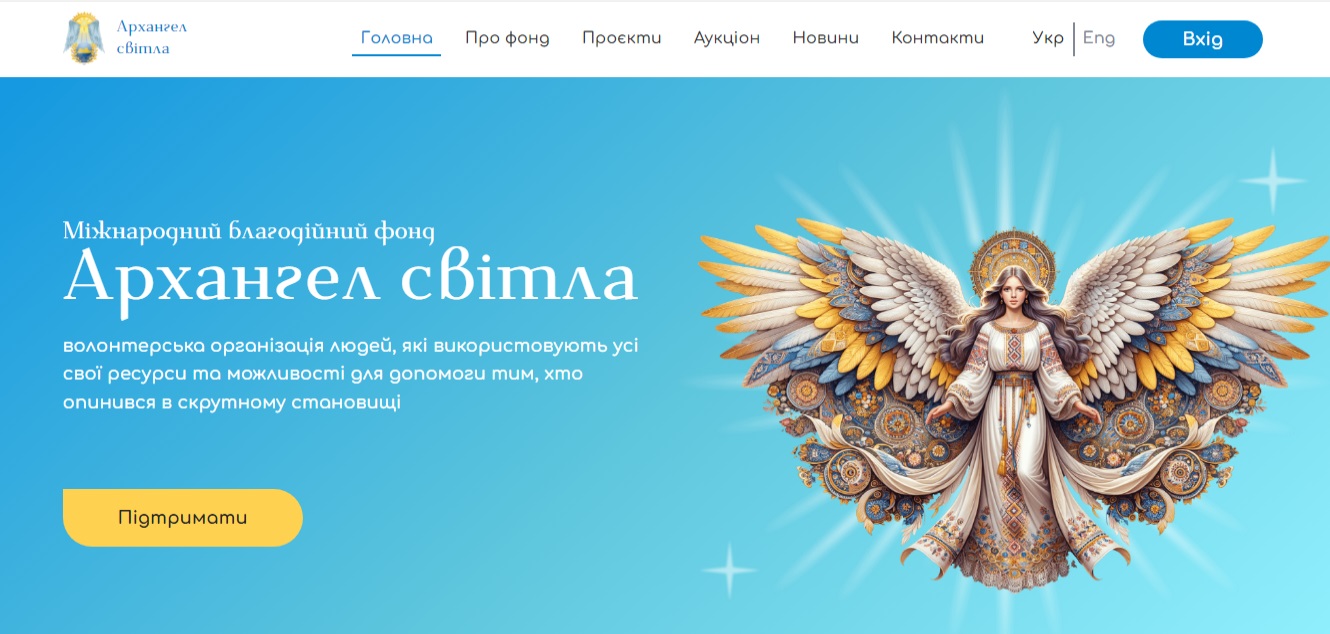 Архангел
світла
Головна
Про фонд
Проєкти
Аукціон
Новини
Контакти
Укр
Eng
Вхід
Міжнародний благодійний фонд
Архангел світла
волонтерська організація людей, які використовують усі
свої ресурси та можливості для допомоги тим, хто
опинився в скрутному становищі
Підтримати